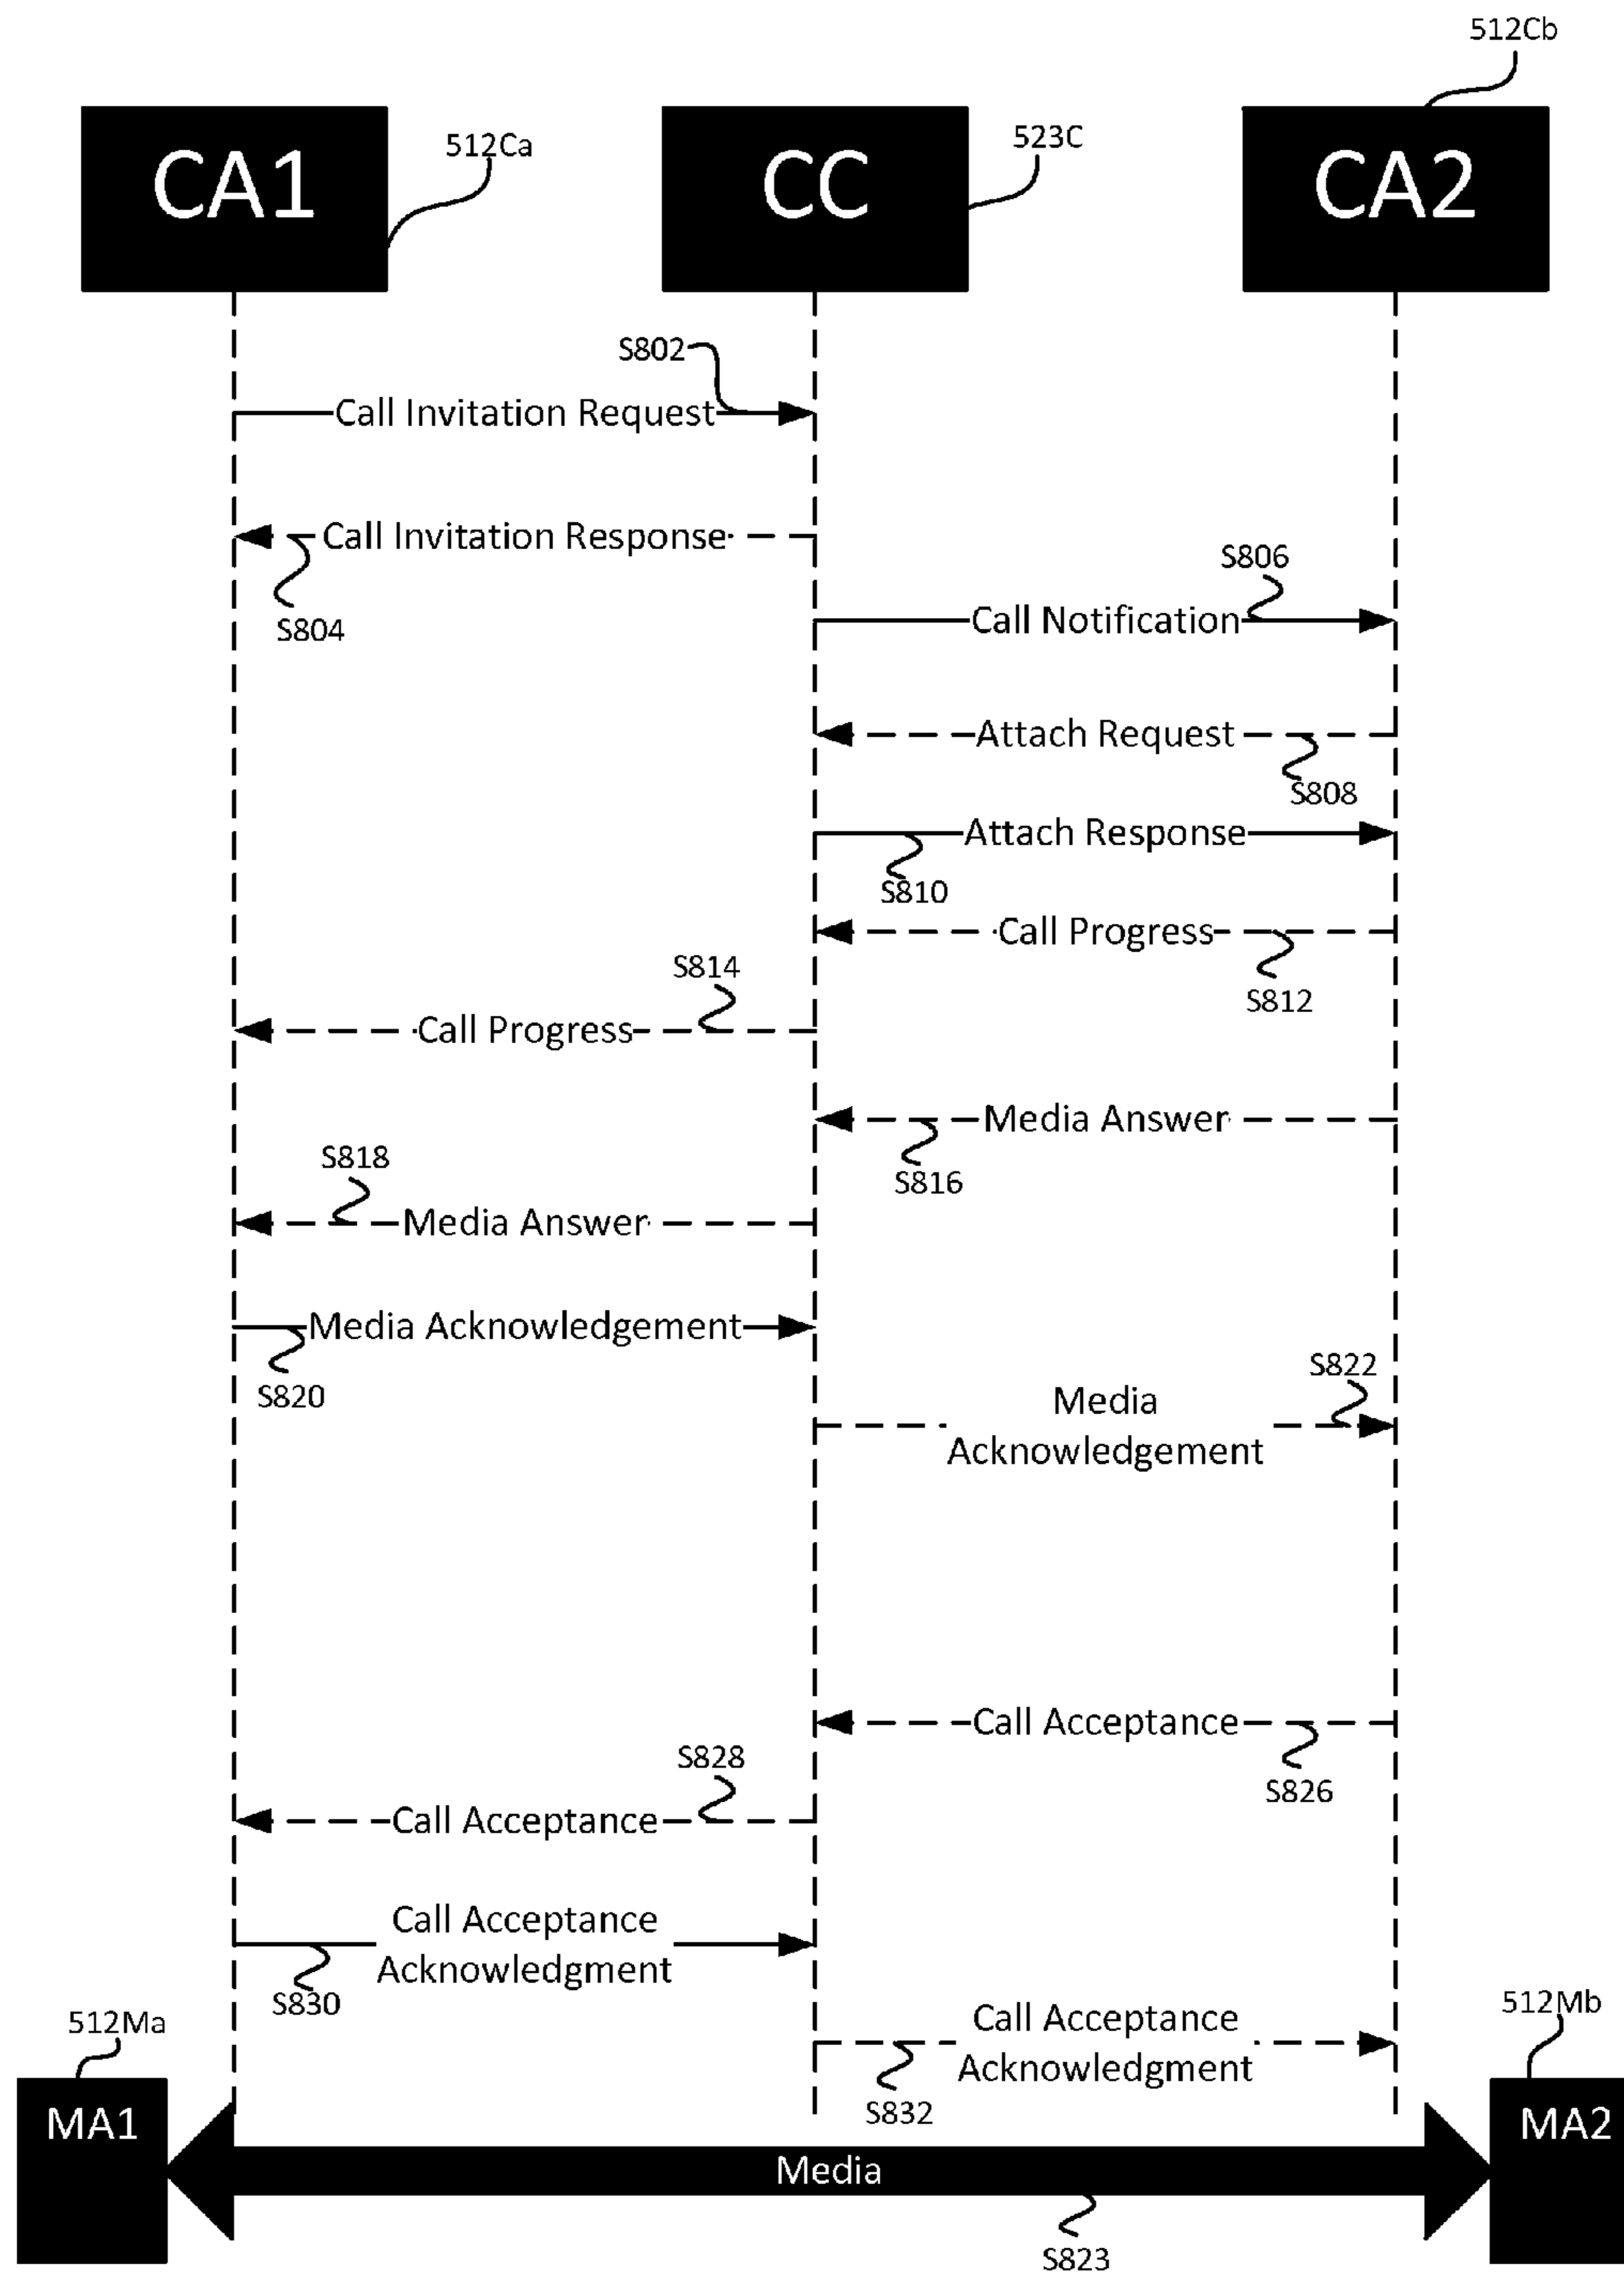 512Cb
CA1
512Ca
CC
523C
CA2
S802
Call Invitation Request
Call Invitation Response
S804
S806
Call Notification
Attach Request
S808
Attach Response
S810
Call Progress
S812
S814
Call Progress
Media Answer
S816
S818
Media Answer
Media Acknowledgement
S820
S822
Media
Acknowledgement
Call Acceptance
S826
S828
Call Acceptance
Call Acceptance
Acknowledgment
S830
512Ma
512Mb
Call Acceptance
Acknowledgment
S832
MA1
MA2
Media
S823